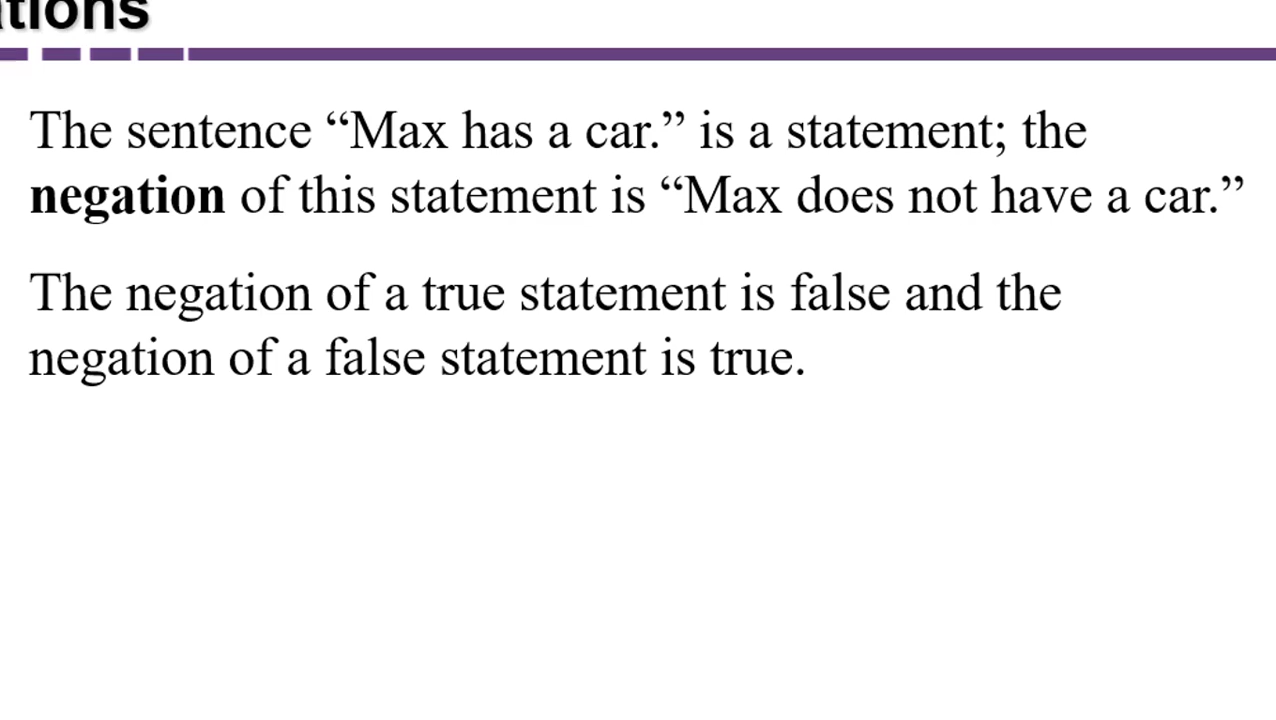 The sentence “Max has a car.” is a statement; the
negation of this statement is “Max does not have a car.”
The negation of a true statement is false and the
negation of a false statement is true.